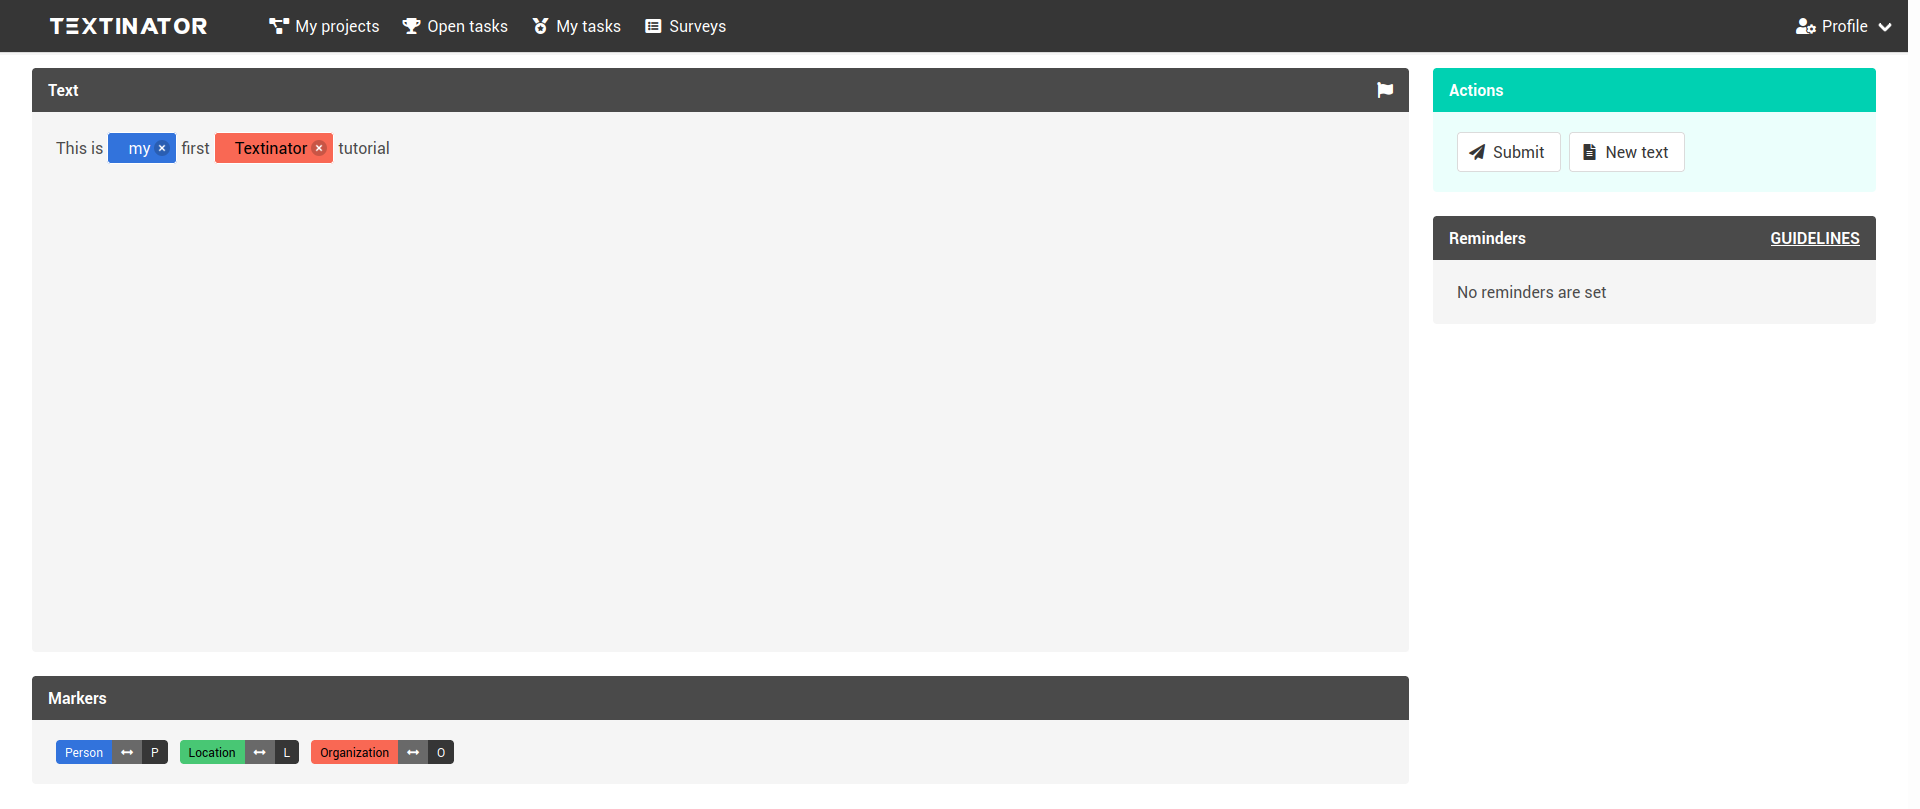 TEXTINATOR My projects Open tasks My tasks Surveys Profile
Text
This is my × first Textinator × tutorial
Actions
Submit New text
Reminders GUIDELINES
No reminders are set
Markers
Person ↔ P Location ↔ L Organization ↔ O